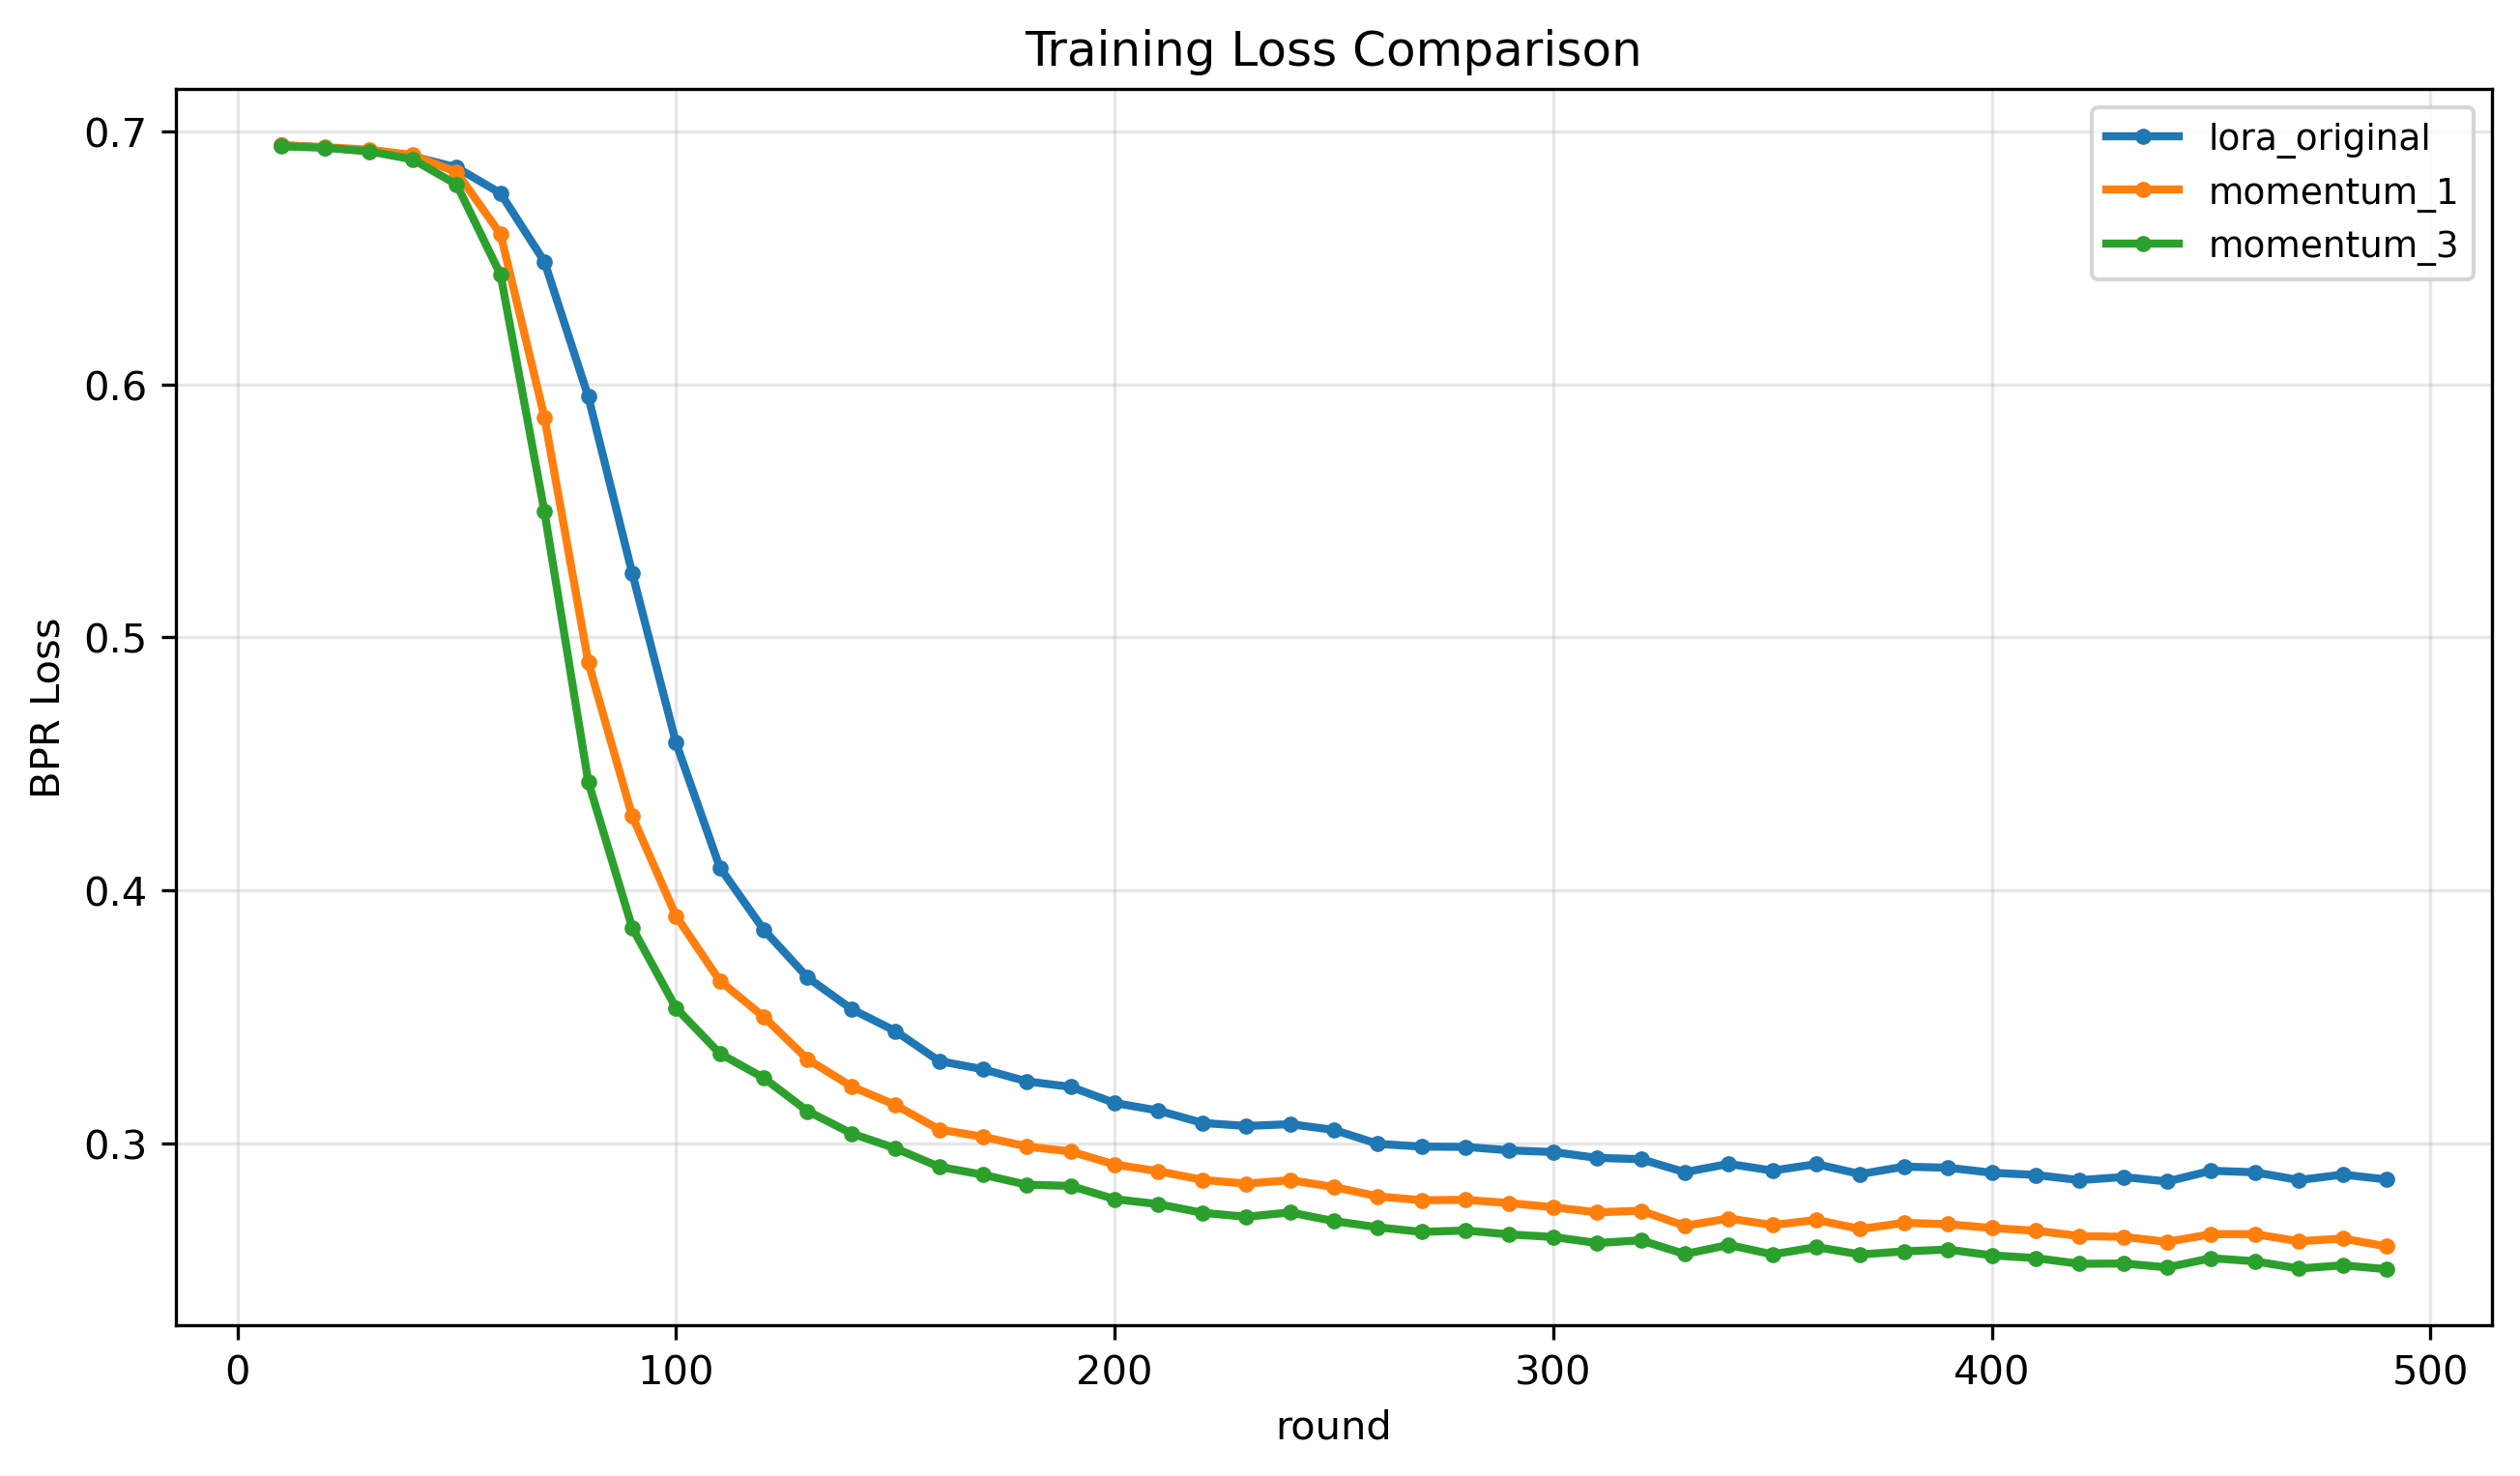 Training Loss Comparison
lora_original
momentum_1
momentum_3
BPR Loss
0.7
0.6
0.5
0.4
0.3
0 100 200 300 400 500
round